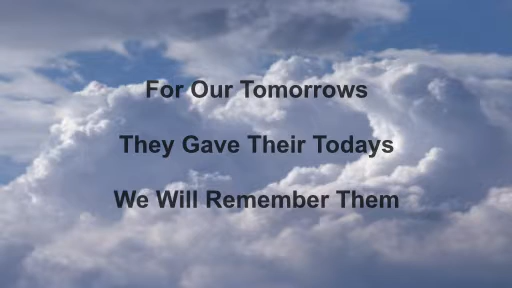 For Our Tomorrows
They Gave Their Todays
We Will Remember Them